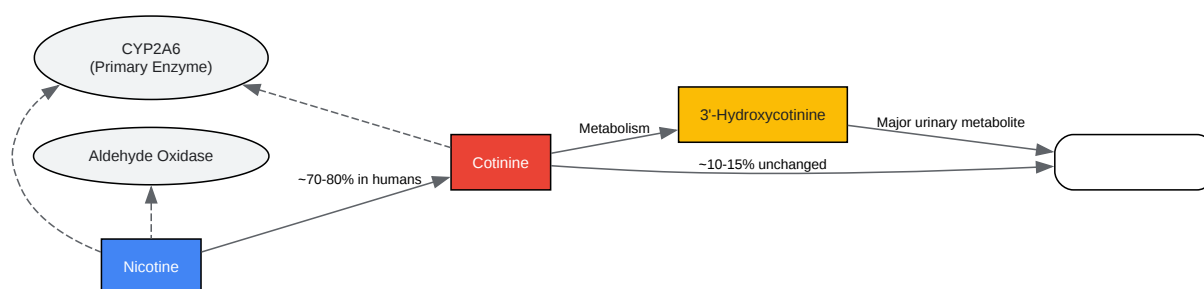 CYP2A6
(Primary Enzyme)
Aldehyde Oxidase
Nicotine
~70-80% in humans
Cotinine
Metabolism
3'-Hydroxycotinine
~10-15% unchanged
Major urinary metabolite